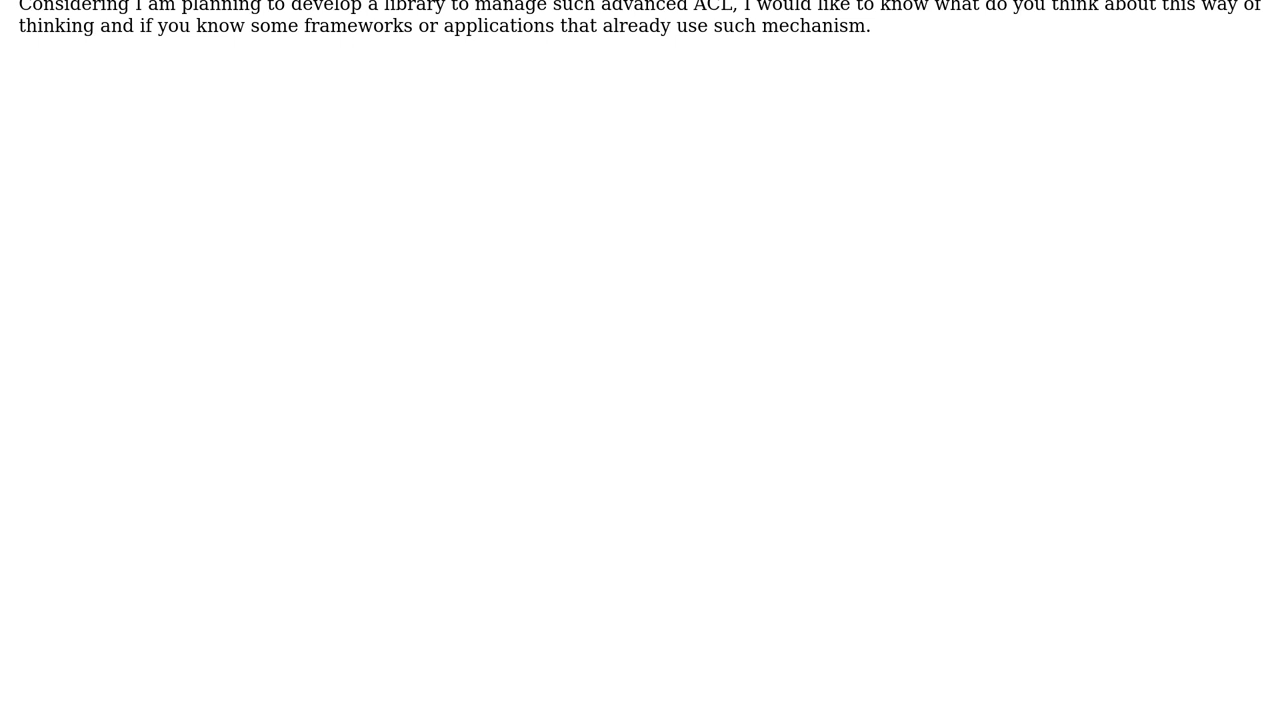 Considering I am planning to develop a library to manage such advanced ACL, I would like to know what do you think about this way of
thinking and if you know some frameworks or applications that already use such mechanism.